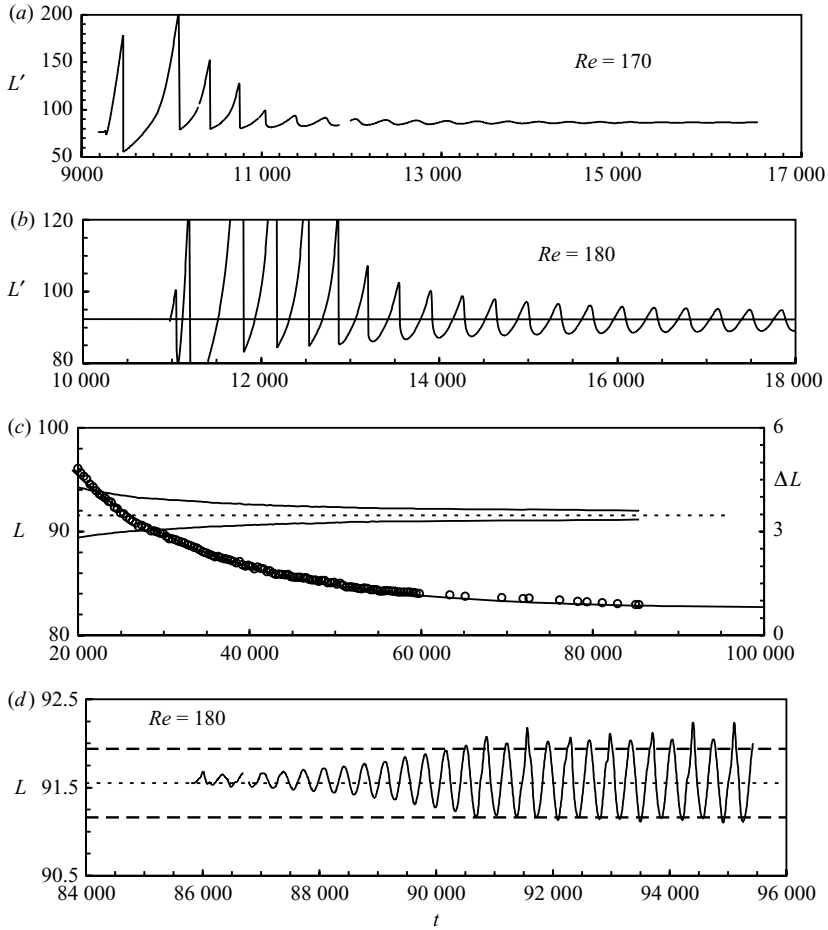 (a)
200
150
L′
100
50
Re = 170
9000
11 000
13 000
15 000
17 000
(b)
120
L′
100
80
Re = 180
10 000
12 000
14 000
16 000
18 000
(c)
100
6
L
90
3
ΔL
80
0
20 000
40 000
60 000
80 000
100 000
(d)
92.5
Re = 180
L
91.5
90.5
84 000
86 000
88 000
90 000
92 000
94 000
96 000
t